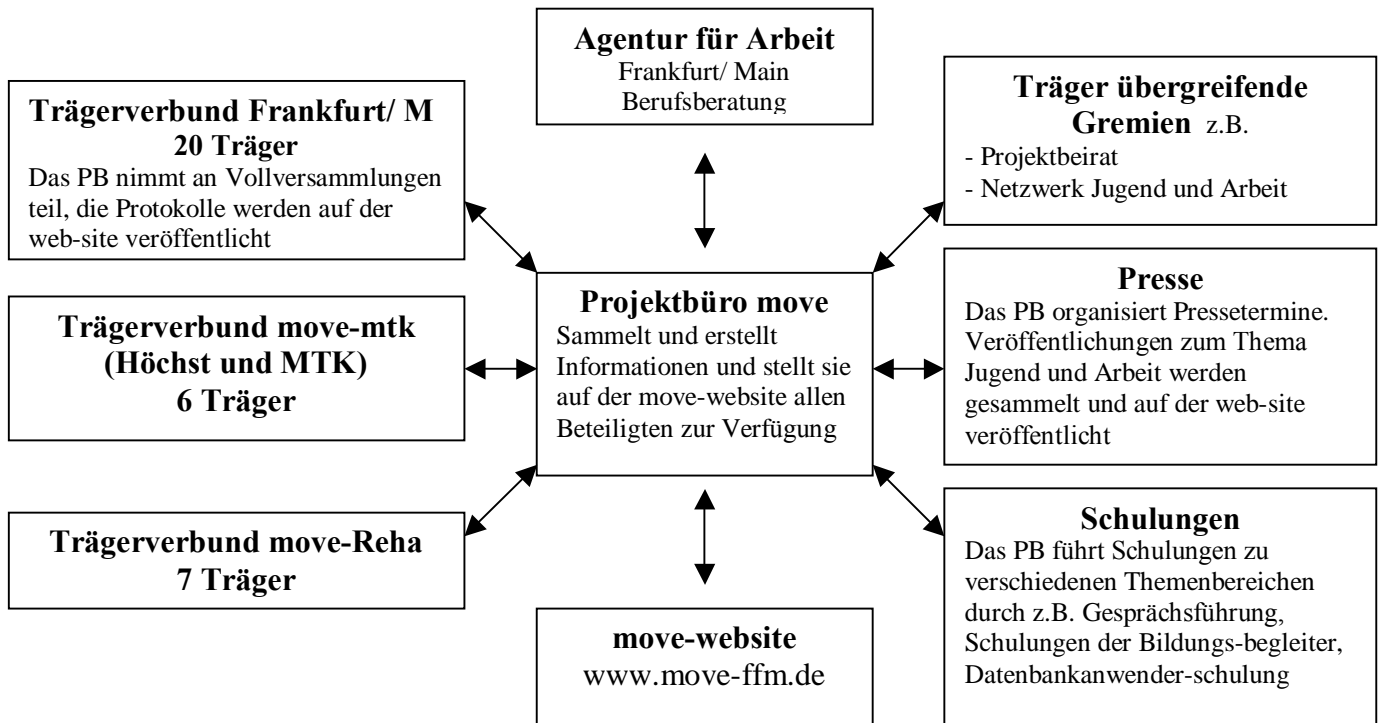 Agentur für Arbeit
Frankfurt/ Main
Berufsberatung
Trägerverbund Frankfurt/ M
20 Träger
Das PB nimmt an Vollversammlungen
teil, die Protokolle werden auf der
web-site veröffentlicht
Träger übergreifende
Gremien z.B.
- Projektbeirat
- Netzwerk Jugend und Arbeit
Trägerverbund move-mtk
(Höchst und MTK)
6 Träger
Projektbüro move
Sammelt und erstellt
Informationen und stellt sie
auf der move-website allen
Beteiligten zur Verfügung
Presse
Das PB organisiert Pressetermine.
Veröffentlichungen zum Thema
Jugend und Arbeit werden
gesammelt und auf der web-site
veröffentlicht
Trägerverbund move-Reha
7 Träger
move-website
www.move-ffm.de
Schulungen
Das PB führt Schulungen zu
verschiedenen Themenbereichen
durch z.B. Gesprächsführung,
Schulungen der Bildungs-begleiter,
Datenbankanwender-schulung